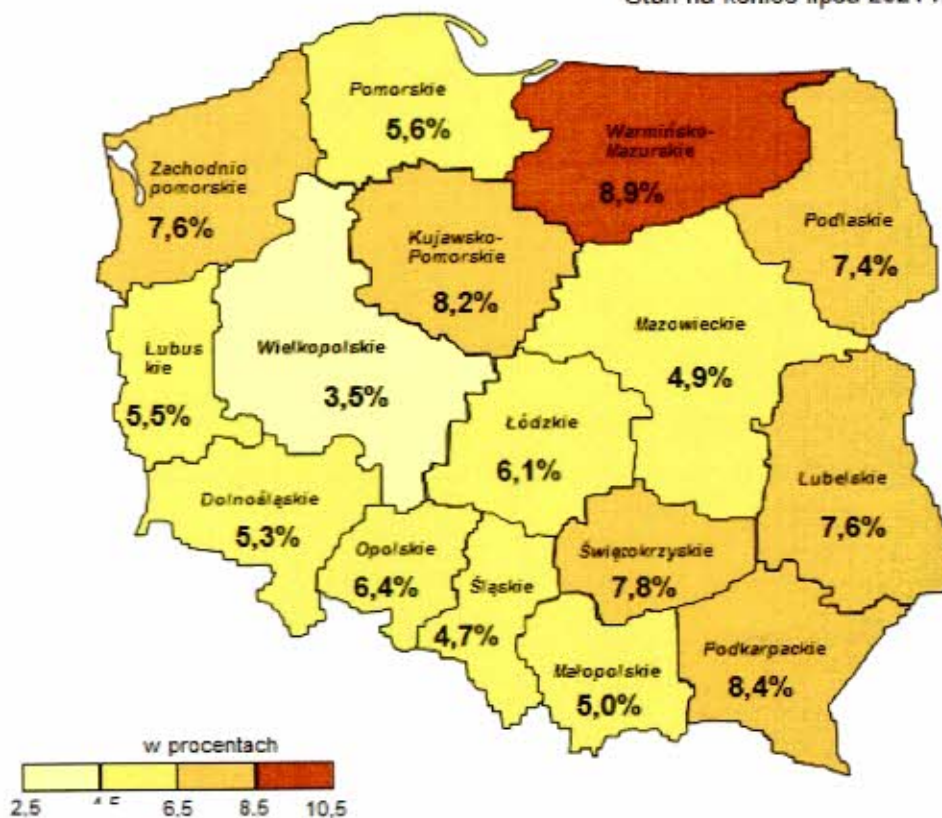 Pomorskie
5,6%
Warmińsko-
Mazurskie
8,9%
Zachodnio
pomorskie
7,6%
Podlaskie
7,4%
Kujawsko-
Pomorskie
8,2%
Mazowieckie
4,9%
Lubus
kie
5,5%
Wielkopolskie
3,5%
Łódzkie
6,1%
Lubelskie
7,6%
Dolnośląskie
5,3%
Opolskie
6,4%
Śląskie
4,7%
Święcokrzyskie
7,8%
Małopolskie
5,0%
Podkarpackie
8,4%
w procentach
2,5 6,5 8,5 10,5